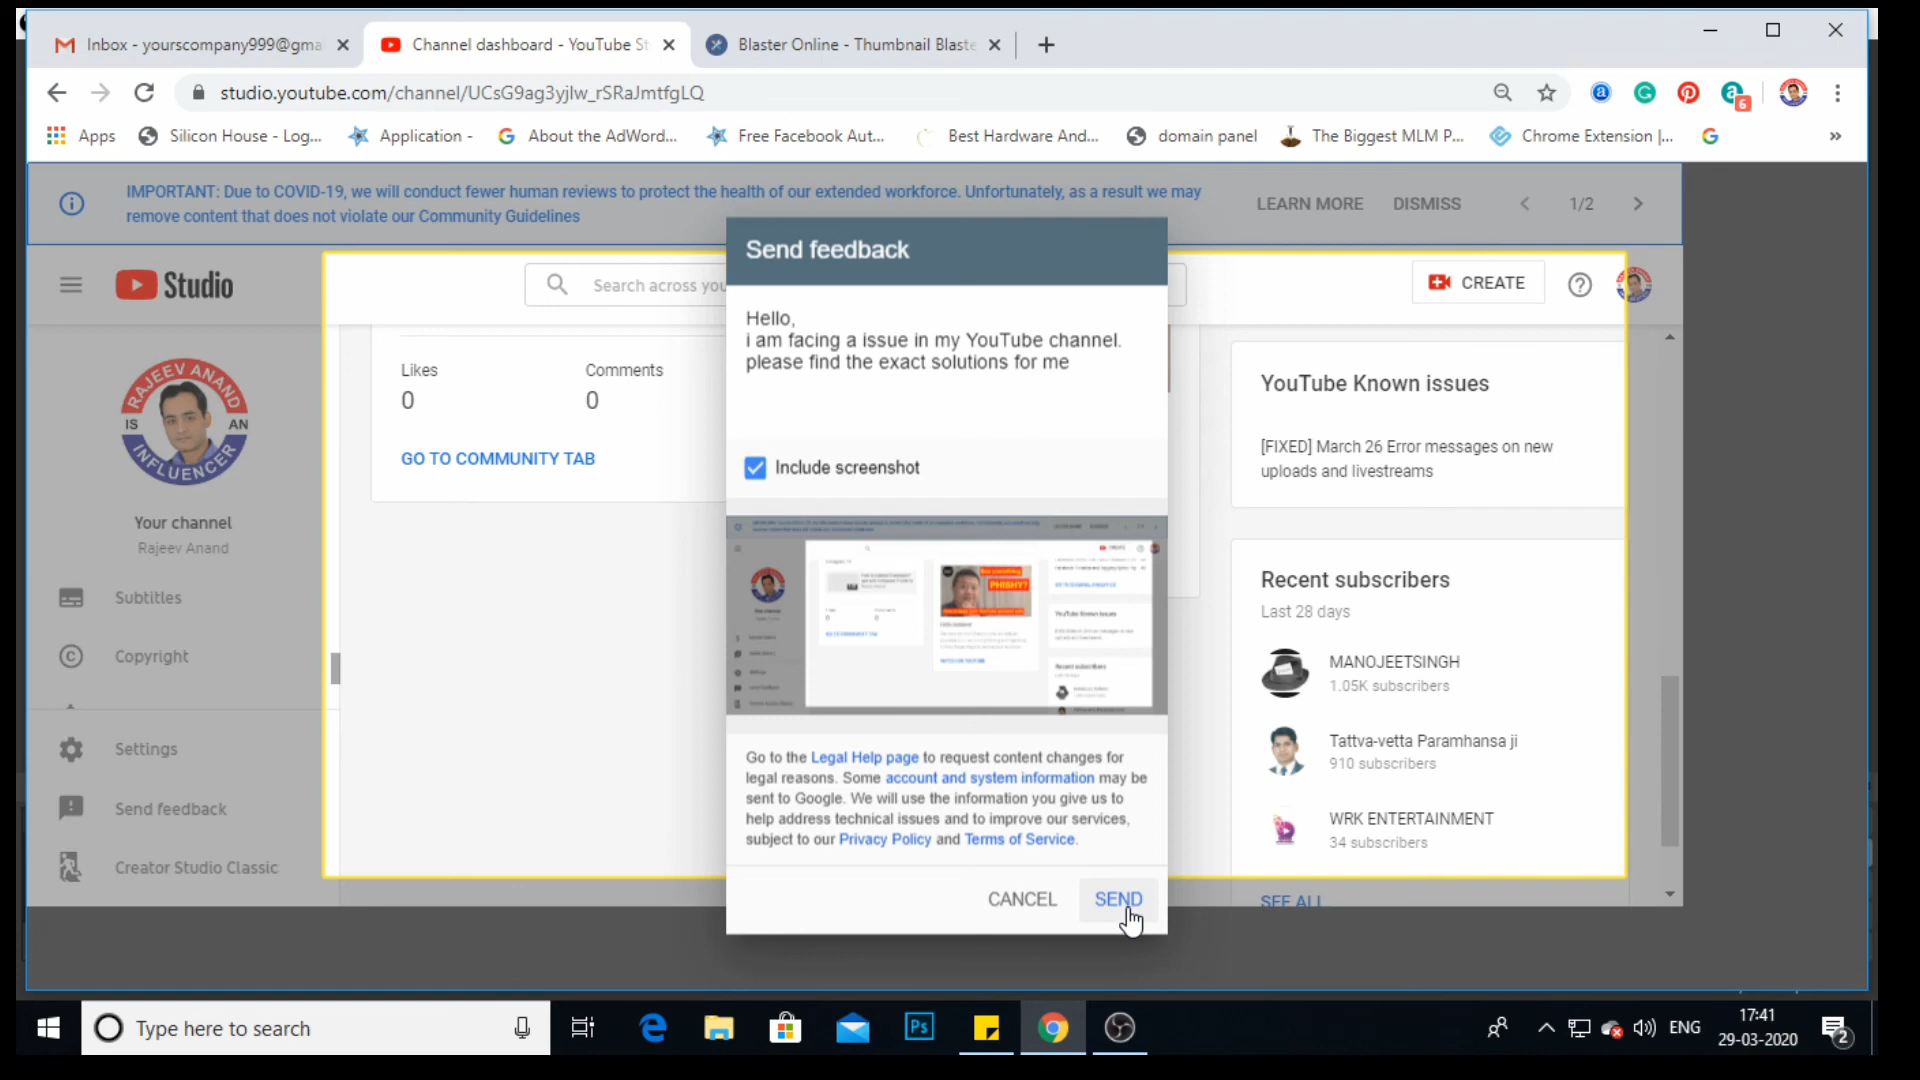 Inbox - yourscompany999@gma
Channel dashboard - YouTube St
Blaster Online - Thumbnail Blaste
studio.youtube.com/channel/UCsG9ag3yjlw_rSRaJmtfgLQ
6
Apps
Silicon House - Log...
Application -
About the AdWord...
Free Facebook Aut...
Best Hardware And...
domain panel
The Biggest MLM P...
Chrome Extension |...
IMPORTANT: Due to COVID-19, we will conduct fewer human reviews to protect the health of our extended workforce. Unfortunately, as a result we may
remove content that does not violate our Community Guidelines
LEARN MORE
DISMISS
1/2
Studio
Search across you
CREATE
RAJEEV ANAND
IS AN
INFLUENCER
Your channel
Rajeev Anand
Subtitles
Copyright
Settings
Send feedback
Creator Studio Classic
Likes
0
Comments
0
GO TO COMMUNITY TAB
Send feedback
Hello,
i am facing a issue in my YouTube channel.
please find the exact solutions for me
Include screenshot
PHISHY?
Go to the Legal Help page to request content changes for
legal reasons. Some account and system information may be
sent to Google. We will use the information you give us to
help address technical issues and to improve our services,
subject to our Privacy Policy and Terms of Service.
CANCEL
SEND
YouTube Known issues
[FIXED] March 26 Error messages on new
uploads and livestreams
Recent subscribers
Last 28 days
MANOJEETSINGH
1.05K subscribers
Tattva-vetta Paramhansa ji
910 subscribers
WRK ENTERTAINMENT
34 subscribers
SEE ALL
Type here to search
Ps
ENG
17:41
29-03-2020
2